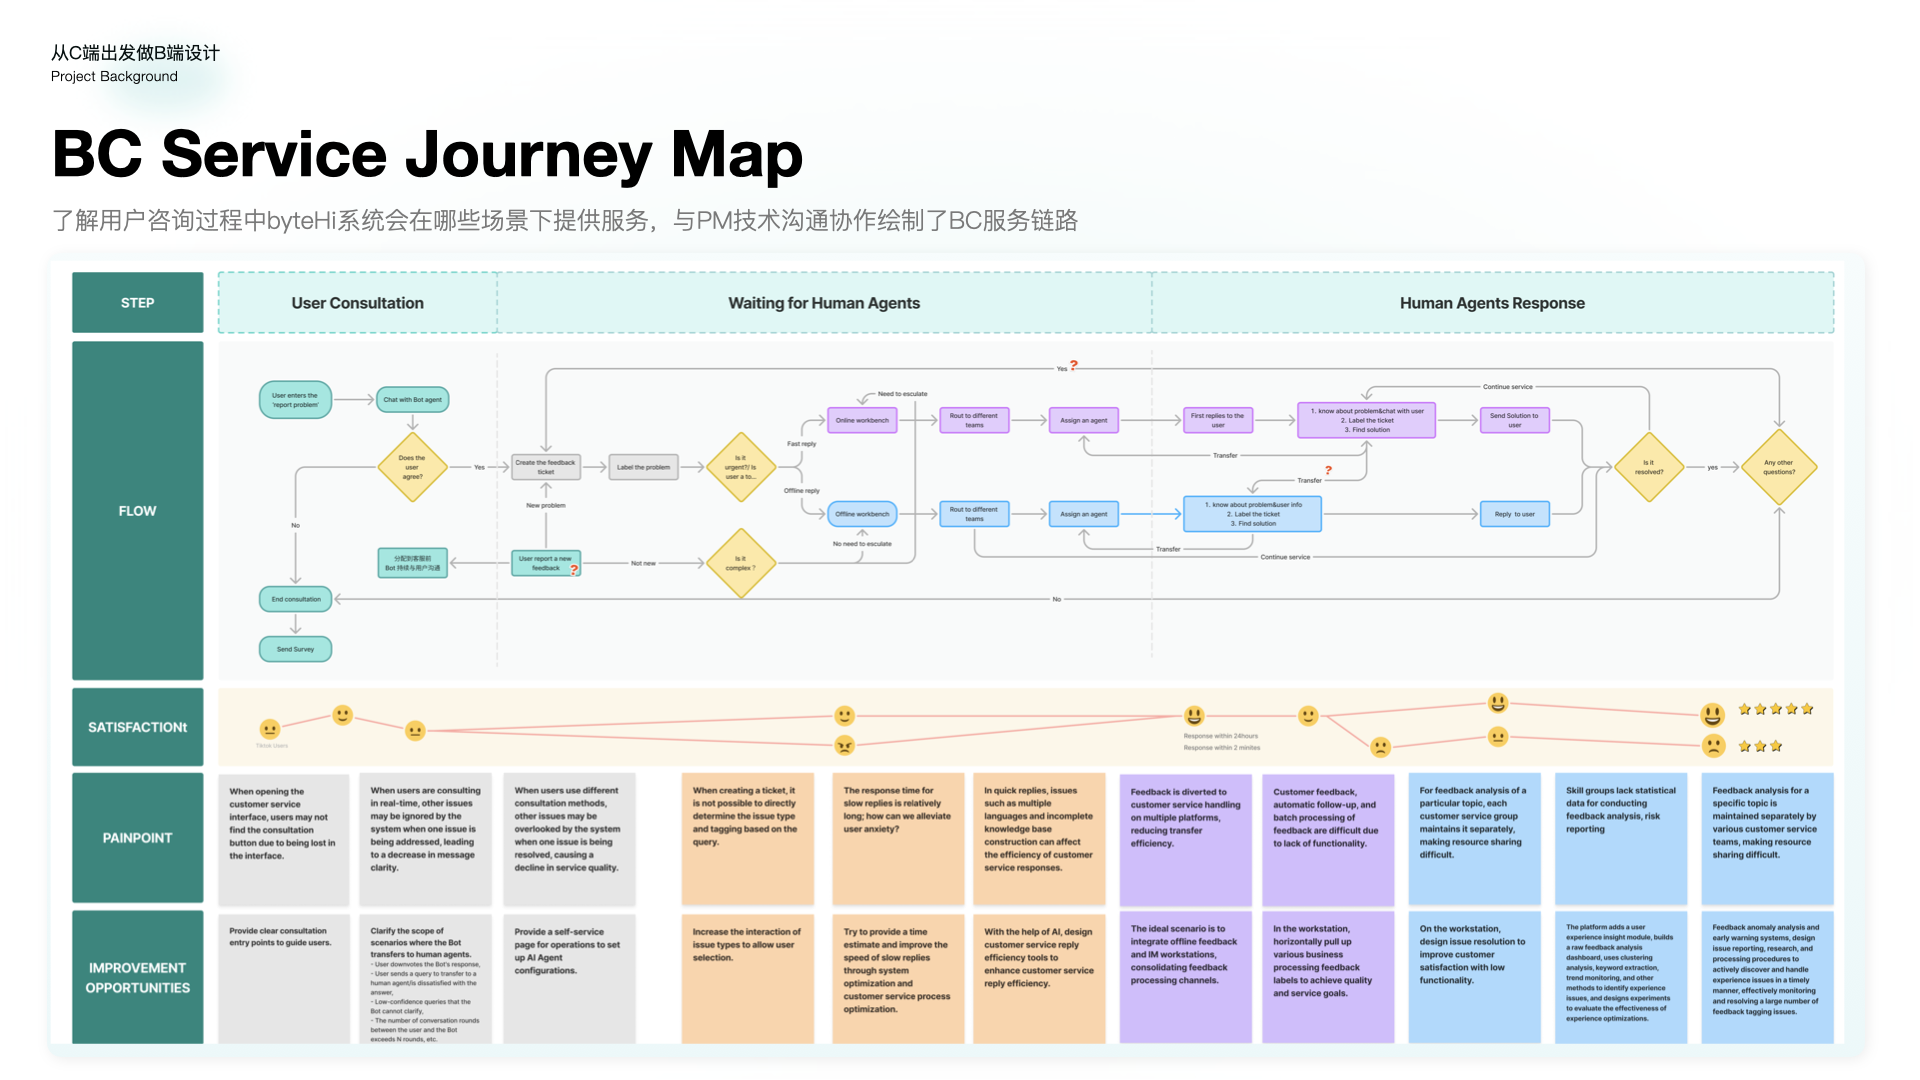 从C端出发做B端设计
Project Background
BC Service Journey Map
了解用户咨询过程中byteHi系统会在哪些场景下提供服务，与PM技术沟通协作绘制了BC服务链路
STEP
User Consultation
Waiting for Human Agents
Human Agents Response
FLOW
User enters the
'report problem'
Chat with Bot agent
Does the
user
agree?
Yes
No
分配到客服前
Bot 持续与用户沟通
End consultation
Send Survey
Create the feedback
ticket
New problem
User report a new
feedback
?
Label the problem
Not new
Is it
urgent?/ Is
user a to...
Is it
complex ?
Fast reply
Offline reply
Need to esculate
Online workbench
Offline workbench
No need to esculate
Rout to different
teams
Rout to different
teams
Assign an agent
Assign an agent
Yes ?
No
First replies to the
user
1. know about problem&chat with user
2. Label the ticket
3. Find solution
Send Solution to
user
Continue service
Transfer
?
Transfer
1. know about problem&user info
2. Label the ticket
3. Find solution
Reply to user
Transfer
Continue service
Is it
resolved?
yes
Any other
questions?
SATISFACTIONt
Tiktok Users
Response within 24hours
Response within 2 minites
PAINPOINT
When opening the
customer service
interface, users may not
find the consultation
button due to being lost in
the interface.
When users are consulting
in real-time, other issues
may be ignored by the
system when one issue is
being addressed, leading
to a decrease in message
clarity.
When users use different
consultation methods,
other issues may be
overlooked by the system
when one issue is being
resolved, causing a
decline in service quality.
When creating a ticket, it
is not possible to directly
determine the issue type
and tagging based on the
query.
The response time for
slow replies is relatively
long; how can we alleviate
user anxiety?
In quick replies, issues
such as multiple
languages and incomplete
knowledge base
construction can affect
the efficiency of customer
service responses.
Feedback is diverted to
customer service handling
on multiple platforms,
reducing transfer
efficiency.
Customer feedback,
automatic follow-up, and
batch processing of
feedback are difficult due
to lack of functionality.
For feedback analysis of a
particular topic, each
customer service group
maintains it separately,
making resource sharing
difficult.
Skill groups lack statistical
data for conducting
feedback analysis, risk
reporting
Feedback analysis for a
specific topic is
maintained separately by
various customer service
teams, making resource
sharing difficult.
IMPROVEMENT
OPPORTUNITIES
Provide clear consultation
entry points to guide users.
Clarify the scope of
scenarios where the Bot
transfers to human agents.
- User downvotes the Bot's response,
- User sends a query to transfer to a
human agent/is dissatisfied with the
answer,
- Low-confidence queries that the
Bot cannot clarify,
- The number of conversation rounds
between the user and the Bot
exceeds N rounds, etc.
Provide a self-service
page for operations to set
up AI Agent
configurations.
Increase the interaction of
issue types to allow user
selection.
Try to provide a time
estimate and improve the
speed of slow replies
through system
optimization and
customer service process
optimization.
With the help of AI, design
customer service reply
efficiency tools to
enhance customer service
reply efficiency.
The ideal scenario is to
integrate offline feedback
and IM workstations,
consolidating feedback
processing channels.
In the workstation,
horizontally pull up
various business
processing feedback
labels to achieve quality
and service goals.
On the workstation,
design issue resolution to
improve customer
satisfaction with low
functionality.
The platform adds a user
experience insight module, builds
a raw feedback analysis
dashboard, uses clustering
analysis, keyword extraction,
trend monitoring, and other
methods to identify experience
issues, and designs experiments
to evaluate the effectiveness of
experience optimizations.
Feedback anomaly analysis and
early warning systems, design
issue reporting, research, and
processing procedures to
actively discover and handle
experience issues in a timely
manner, effectively monitoring
and resolving a large number of
feedback tagging issues.